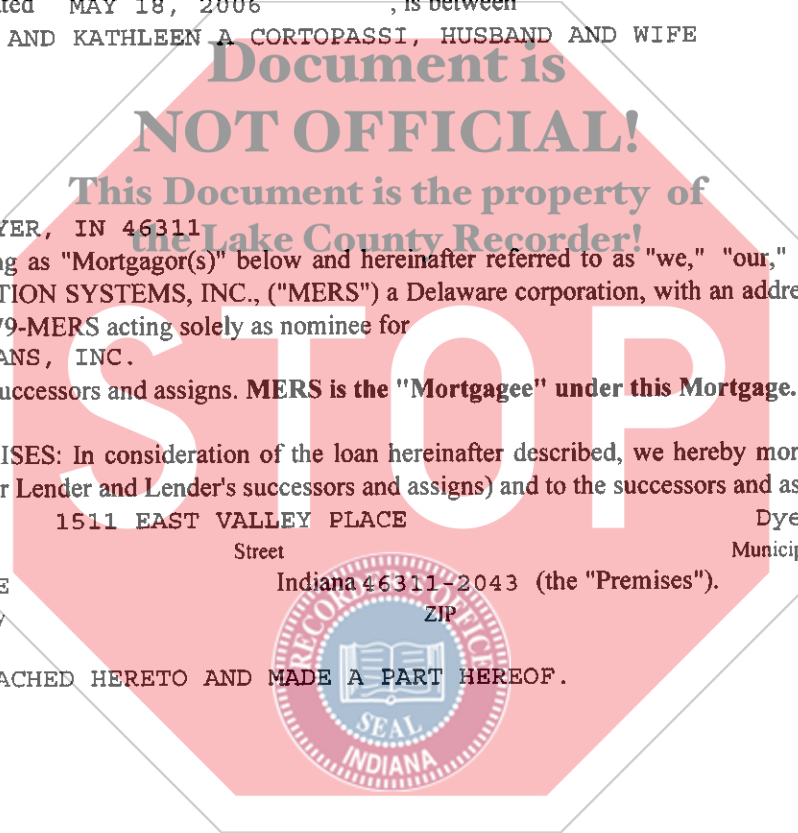 ted MAY 18, 2006 , is between
AND KATHLEEN A CORTOPASSI, HUSBAND AND WIFE
Document is
NOT OFFICIAL!
This Document is the property of
the Lake County Recorder!
YER, IN 46311
ng as "Mortgagor(s)" below and hereinafter referred to as "we," "our,"
TION SYSTEMS, INC., ("MERS") a Delaware corporation, with an addre
79-MERS acting solely as nominee for
ANS, INC.
uccessors and assigns. MERS is the "Mortgagee" under this Mortgage.
STOP
ISES: In consideration of the loan hereinafter described, we hereby mor
r Lender and Lender's successors and assigns) and to the successors and as
1511 EAST VALLEY PLACE Dye
Street Municip
E Indiana 46311-2043 (the "Premises").
ZIP
ACHED HERETO AND MADE A PART HEREOF.
RECORDER'S OFFICE
SEAL
INDIANA